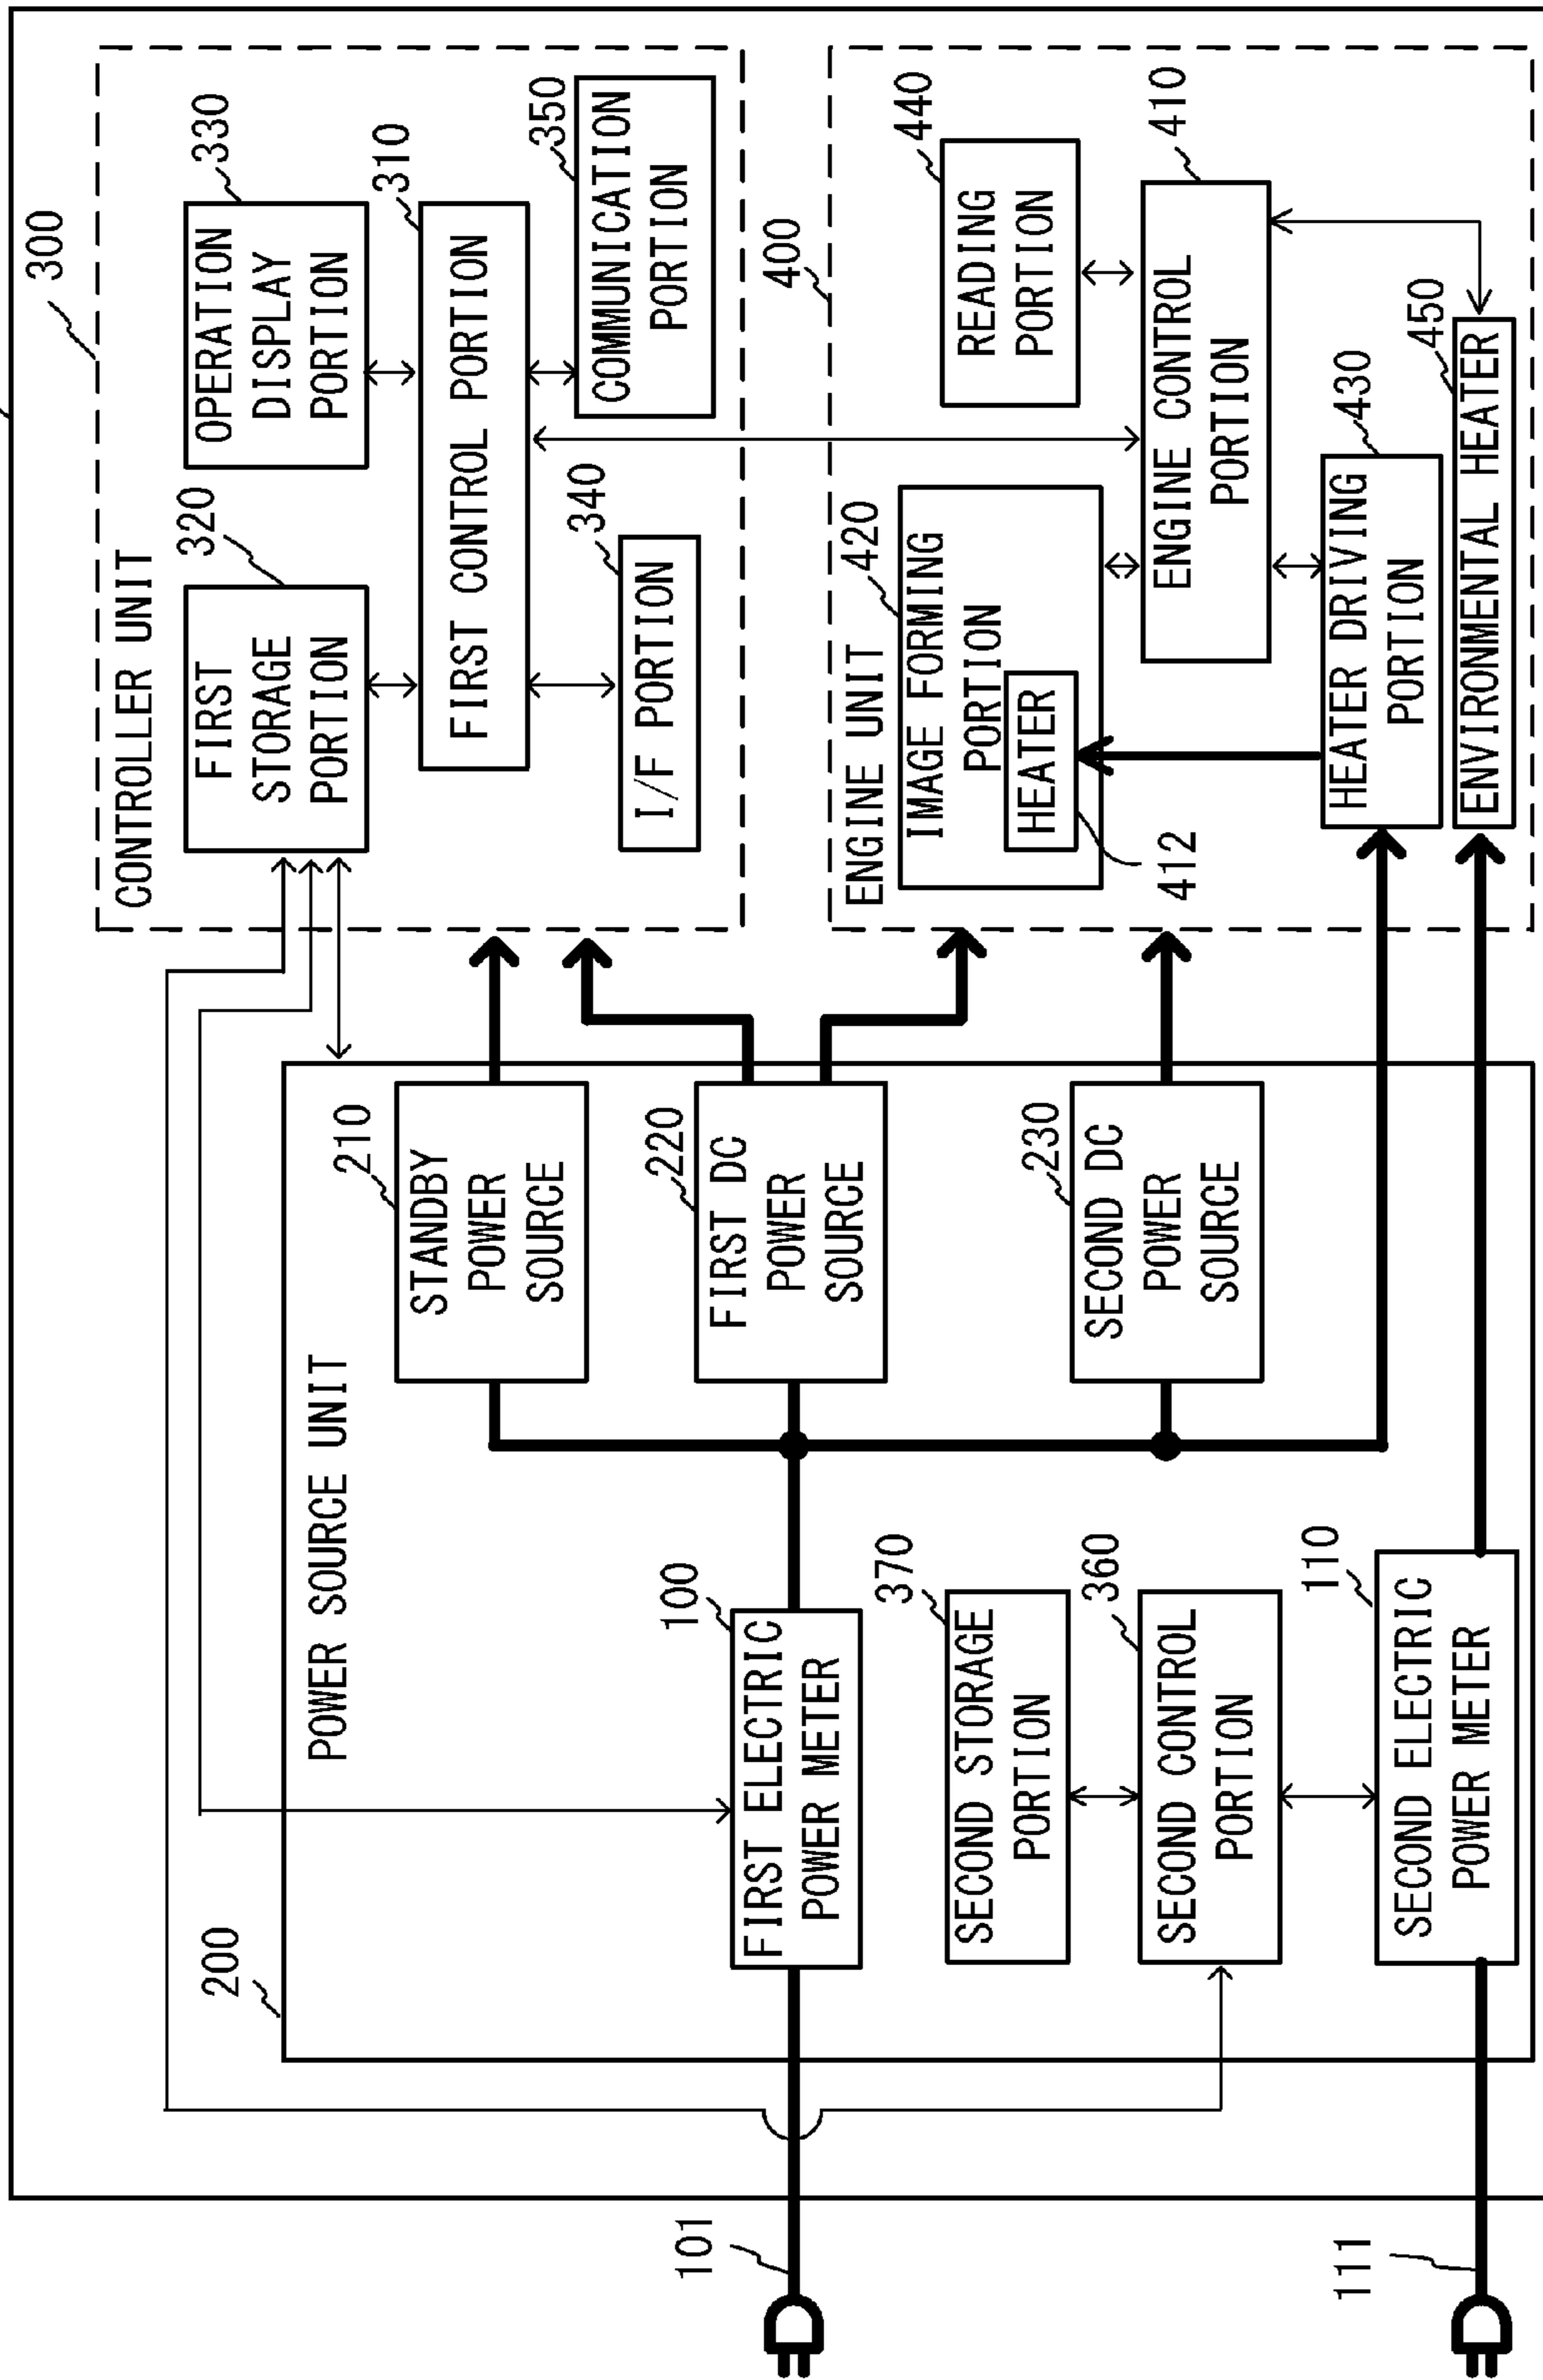 300
CONTROLLER UNIT
320
FIRST
STORAGE
PORTION
330
OPERATION
DISPLAY
PORTION
310
FIRST CONTROL PORTION
340
I/F PORTION
350
COMMUNICATION
PORTION
400
ENGINE UNIT
420
IMAGE FORMING
PORTION
HEATER
412
440
READING
PORTION
410
ENGINE CONTROL
PORTION
430
HEATER DRIVING
PORTION
450
ENVIRONMENTAL HEATER
200
POWER SOURCE UNIT
210
STANDBY
POWER
SOURCE
220
FIRST DC
POWER
SOURCE
230
SECOND DC
POWER
SOURCE
100
FIRST ELECTRIC
POWER METER
370
SECOND STORAGE
PORTION
360
SECOND CONTROL
PORTION
110
SECOND ELECTRIC
POWER METER
101
111